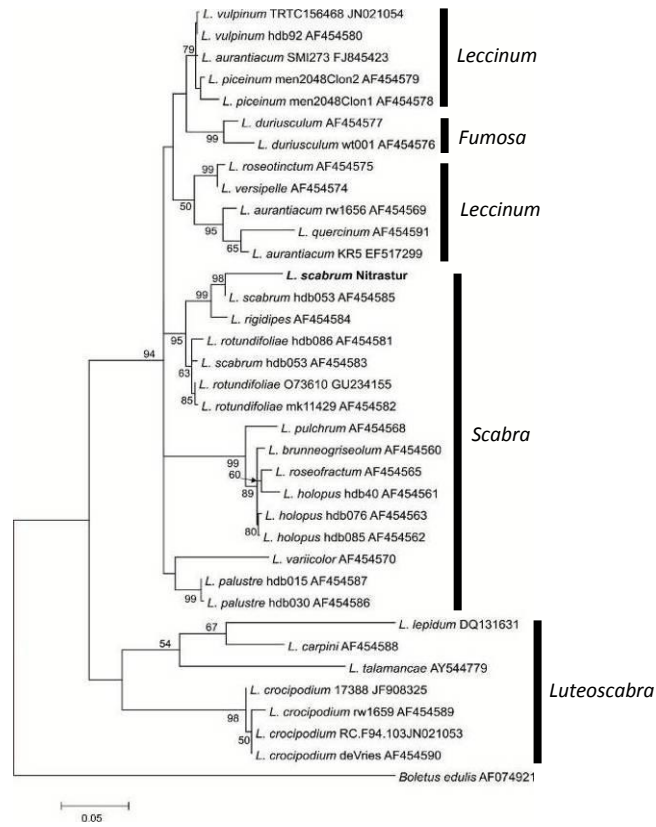 L. vulpinum TRTC156468 JN021054
L. vulpinum hdb92 AF454580
79
L. aurantiacum SMI273 FJ845423
Leccinum
L. piceinum men2048Clon2 AF454579
L. piceinum men2048Clon1 AF454578
L. duriusculum AF454577
99
L. duriusculum wt001 AF454576
Fumosa
L. roseotinctum AF454575
99
L. versipelle AF454574
50
L. aurantiacum rw1656 AF454569
95
L. quercinum AF454591
65
L. aurantiacum KR5 EF517299
Leccinum
L. scabrum Nitrastur
98
L. scabrum hdb053 AF454585
99
L. rigidipes AF454584
95
L. rotundifoliae hdb086 AF454581
94
L. scabrum hdb053 AF454583
63
L. rotundifoliae O73610 GU234155
85
L. rotundifoliae mk11429 AF454582
L. pulchrum AF454568
Scabra
L. brunneogriseolum AF454560
99
60
L. roseofractum AF454565
89
L. holopus hdb40 AF454561
L. holopus hdb076 AF454563
80
L. holopus hdb085 AF454562
L. variicolor AF454570
L. palustre hdb015 AF454587
99
L. palustre hdb030 AF454586
L. lepidum DQ131631
67
L. carpini AF454588
54
L. talamancae AY544779
Luteoscabra
L. crocipodium 17388 JF908325
L. crocipodium rw1659 AF454589
98
L. crocipodium RC.F94.103JN021053
50
L. crocipodium deVries AF454590
Boletus edulis AF074921
0.05